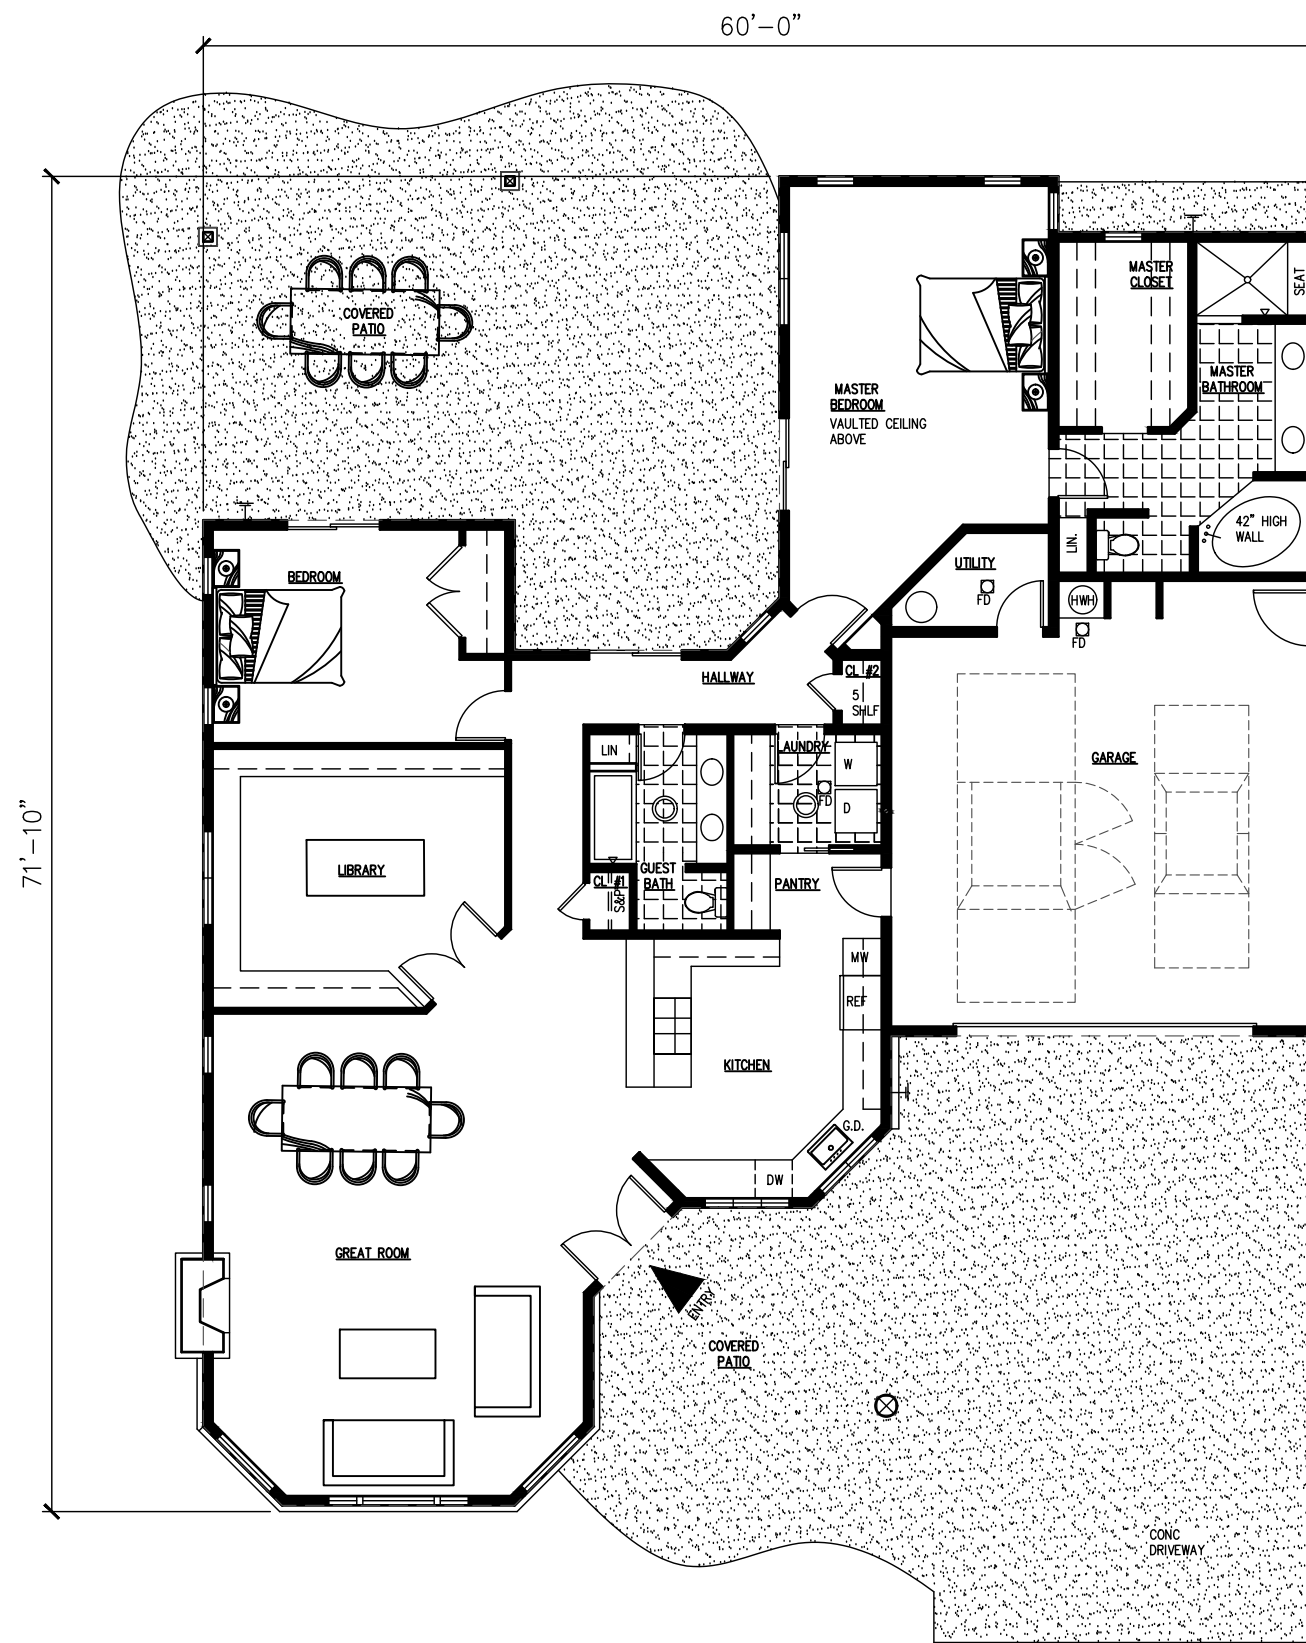 60'-0"
71'-10"
COVERED
PATIO
MASTER
CLOSET
SEAT
MASTER
BATHROOM
MASTER
BEDROOM
VAULTED CEILING
ABOVE
42" HIGH
WALL
LIN.
UTILITY
FD
HWH
FD
BEDROOM
HALLWAY
CL #2
5
SHLF
LIN
LAUNDRY
W
FD
D
GARAGE
LIBRARY
GUEST
BATH
CL #1
S&P
PANTRY
MW
REF
KITCHEN
G.D.
DW
GREAT ROOM
ENTRY
COVERED
PATIO
CONC
DRIVEWAY